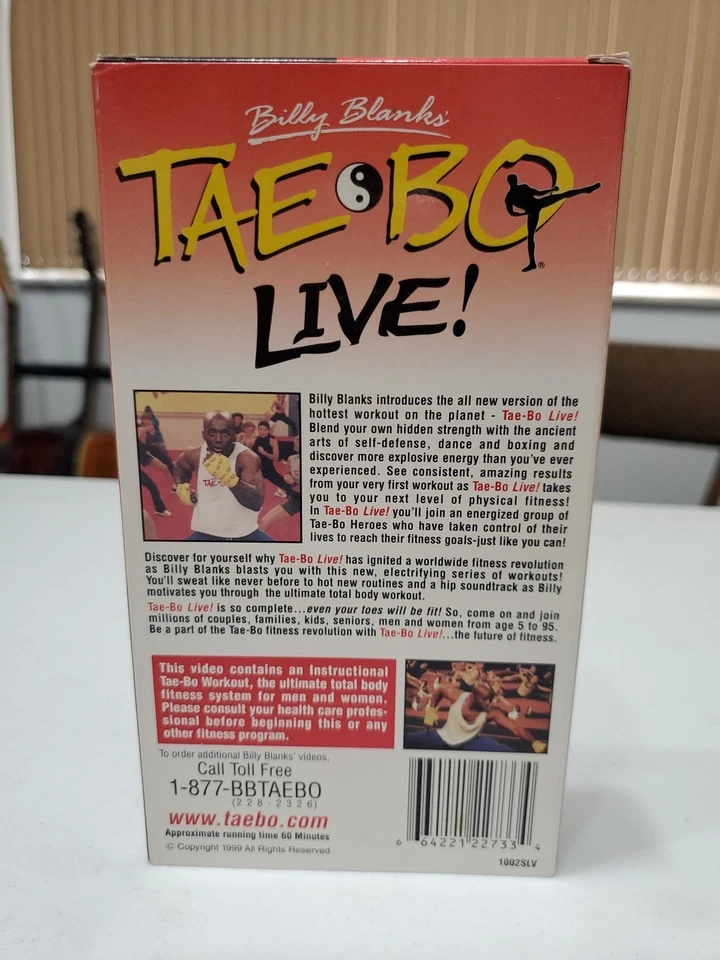 Billy Blanks'
TAE BO
®
LIVE!
Billy Blanks introduces the all new version of the
hottest workout on the planet - Tae-Bo Live!
Blend your own hidden strength with the ancient
arts of self-defense, dance and boxing and
discover more explosive energy than you've ever
experienced. See consistent, amazing results
from your very first workout as Tae-Bo Live! takes
you to your next level of physical fitness!
In Tae-Bo Live! you'll join an energized group of
Tae-Bo Heroes who have taken control of their
lives to reach their fitness goals-just like you can!
TAE
Discover for yourself why Tae-Bo Live! has ignited a worldwide fitness revolution
as Billy Blanks blasts you with this new, electrifying series of workouts!
You'll sweat like never before to hot new routines and a hip soundtrack as Billy
motivates you through the ultimate total body workout.
Tae-Bo Live! is so complete...even your toes will be fit! So, come on and join
millions of couples, families, kids, seniors, men and women from age 5 to 95.
Be a part of the Tae-Bo fitness revolution with Tae-Bo Live!...the future of fitness.
This video contains an Instructional
Tae-Bo Workout, the ultimate total body
fitness system for men and women.
Please consult your health care profes-
sional before beginning this or any
other fitness program.
To order additional Billy Blanks' videos,
Call Toll Free
1-877-BBTAEBO
(228-2326)
www.taebo.com
Approximate running time 60 Minutes
© Copyright 1999 All Rights Reserved
6 64221 22733 4
1002SLV